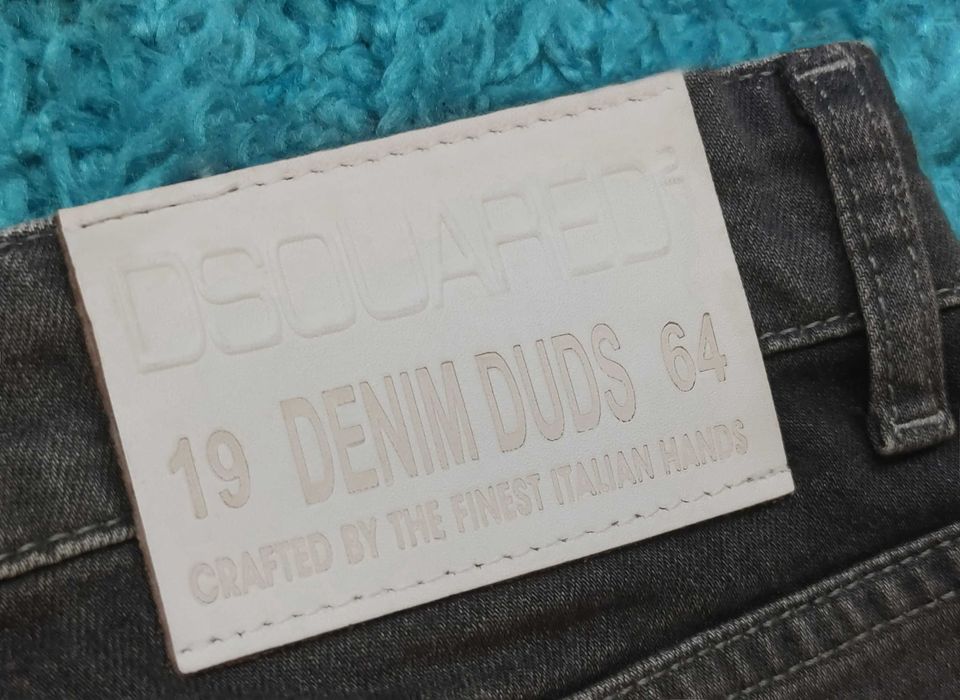 DSQUARED²
19 DENIM DUDS 64
CRAFTED BY THE FINEST ITALIAN HANDS